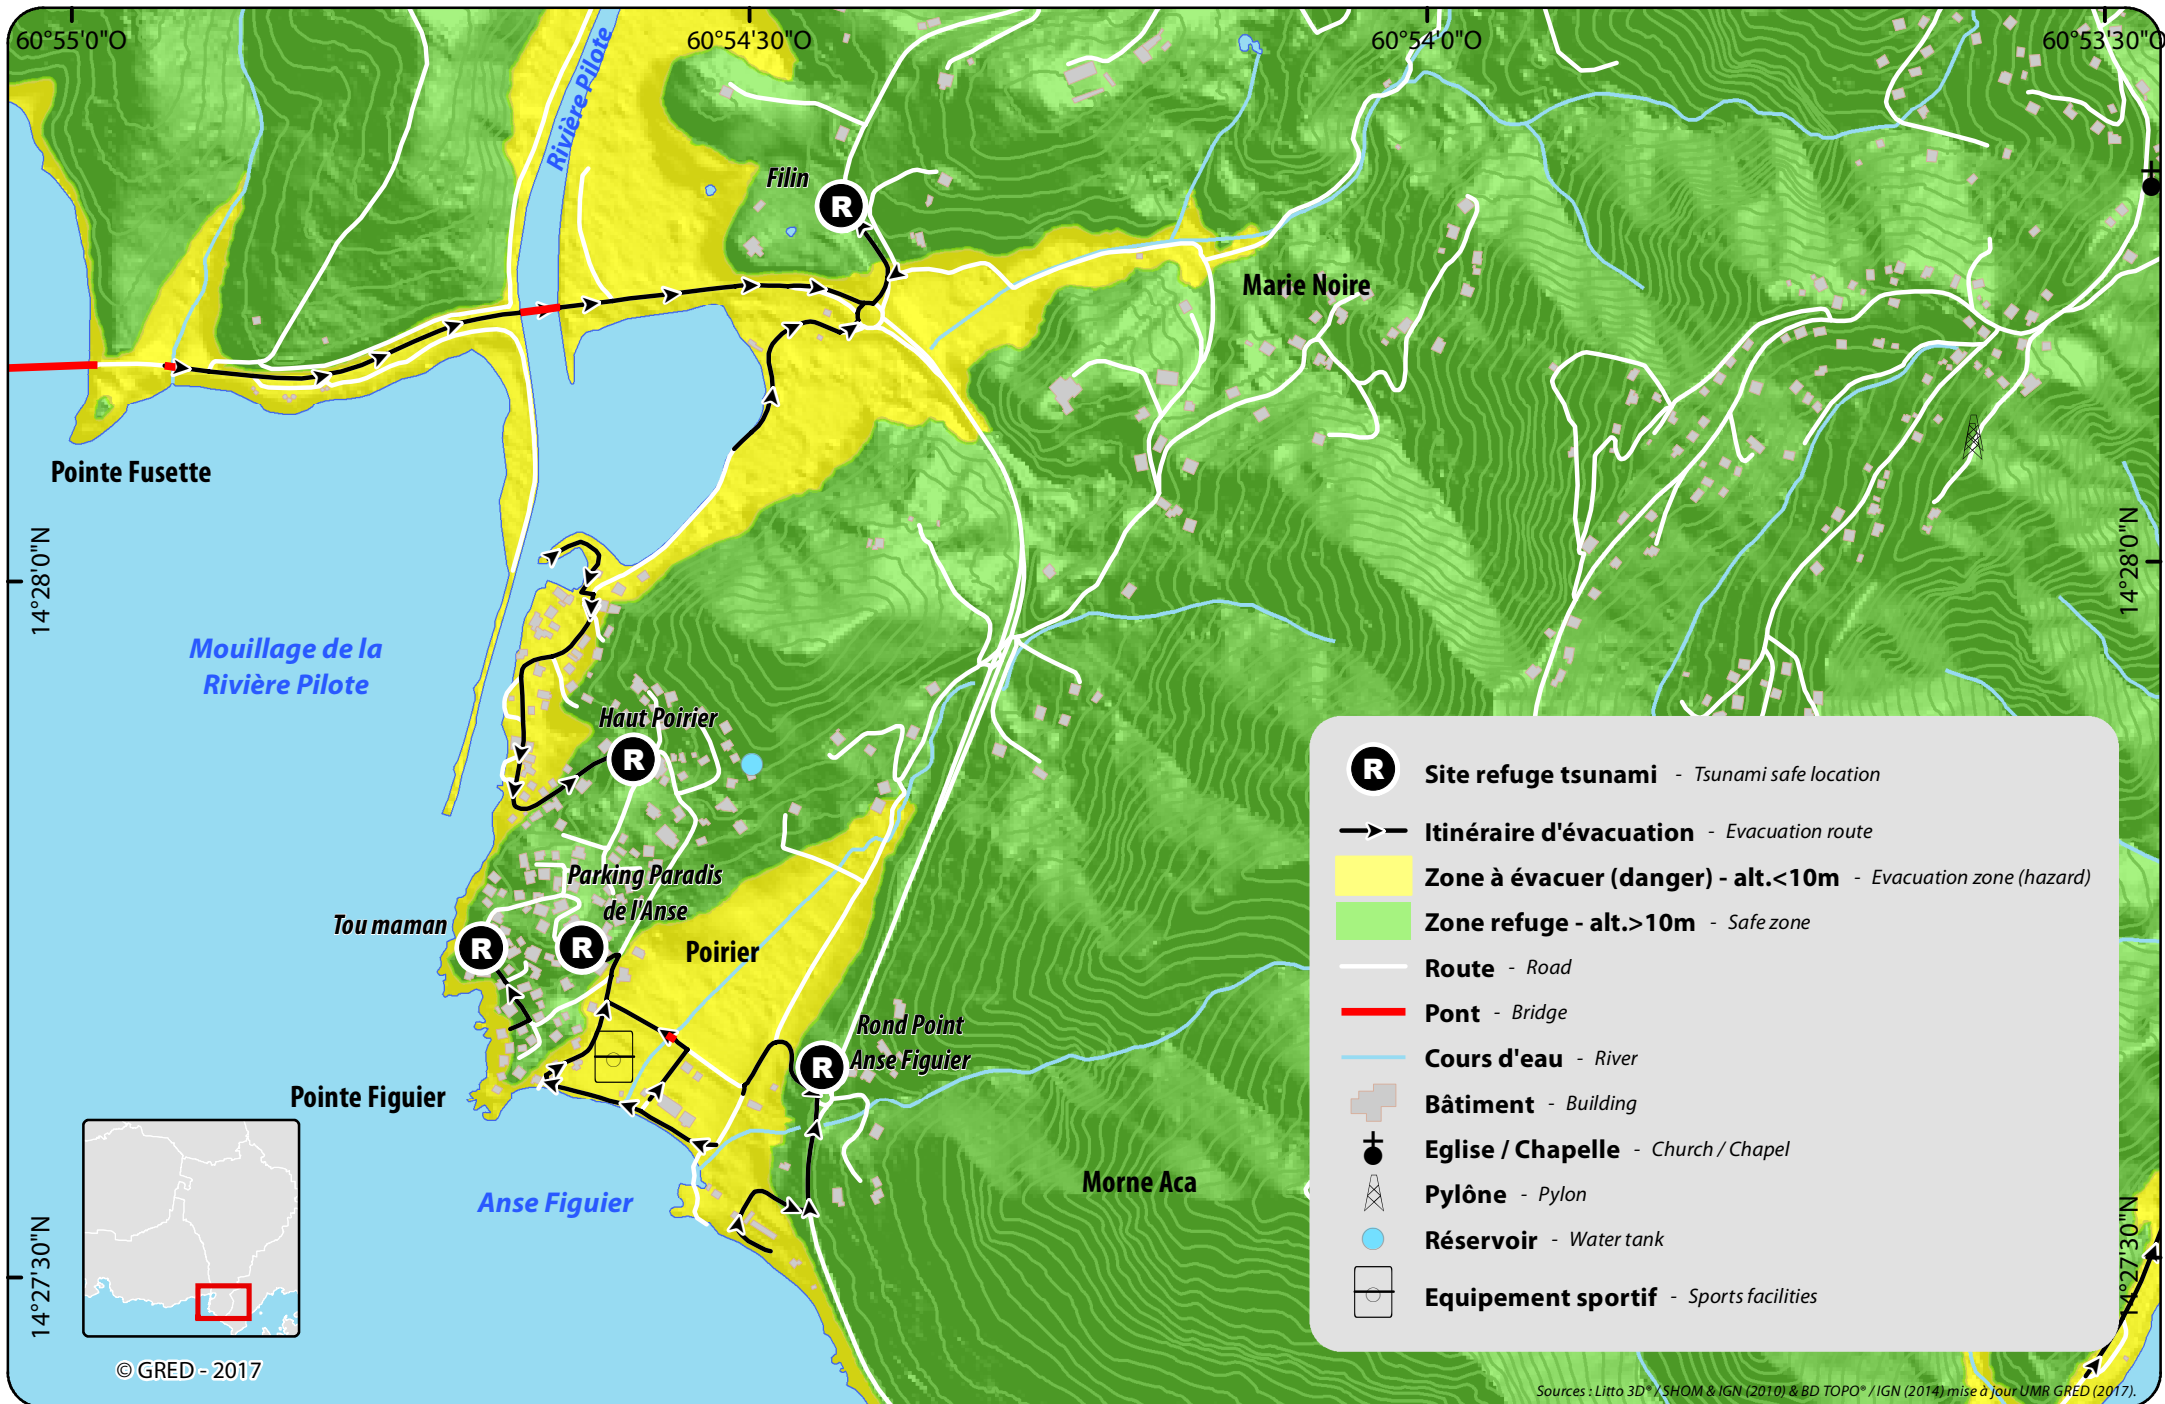 60°55'0"O
60°54'30"O
60°54'0"O
60°53'30"O
Rivière Pilote
Filin
R
Marie Noire
Pointe Fusette
14°28'0"N
14°28'0"N
Mouillage de la
Rivière Pilote
Haut Poirier
R
Parking Paradis
de l'Anse
Tou maman
R
R
Poirier
Rond Point
Anse Figuier
R
Pointe Figuier
Anse Figuier
Morne Aca
14°27'30"N
14°27'30"N
© GRED - 2017
R
Site refuge tsunami - Tsunami safe location
Itinéraire d'évacuation - Evacuation route
Zone à évacuer (danger) - alt.<10m - Evacuation zone (hazard)
Zone refuge - alt.>10m - Safe zone
Route - Road
Pont - Bridge
Cours d'eau - River
Bâtiment - Building
Eglise / Chapelle - Church / Chapel
Pylône - Pylon
Réservoir - Water tank
Equipement sportif - Sports facilities
Sources : Litto 3D® / SHOM & IGN (2010) & BD TOPO® / IGN (2014) mise à jour UMR GRED (2017).